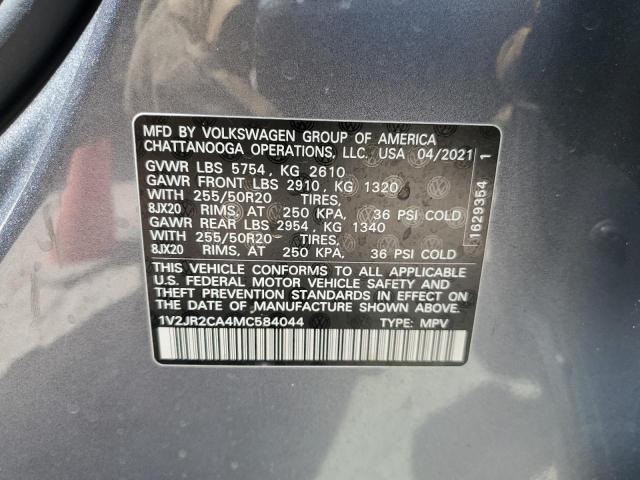 MFD BY VOLKSWAGEN GROUP OF AMERICA
CHATTANOOGA OPERATIONS, LLC. USA 04/2021
GVWR LBS 5754, KG 2610
GAWR FRONT LBS 2910, KG 1320
WITH 255/50R20 TIRES,
8JX20 RIMS, AT 250 KPA, 36 PSI COLD
GAWR REAR LBS 2954, KG 1340
WITH 255/50R20 TIRES,
8JX20 RIMS, AT 250 KPA, 36 PSI COLD
THIS VEHICLE CONFORMS TO ALL APPLICABLE
U.S. FEDERAL MOTOR VEHICLE SAFETY AND
THEFT PREVENTION STANDARDS IN EFFECT ON
THE DATE OF MANUFACTURE SHOWN ABOVE.
1V2JR2CA4MC584044 TYPE: MPV
1629354 1